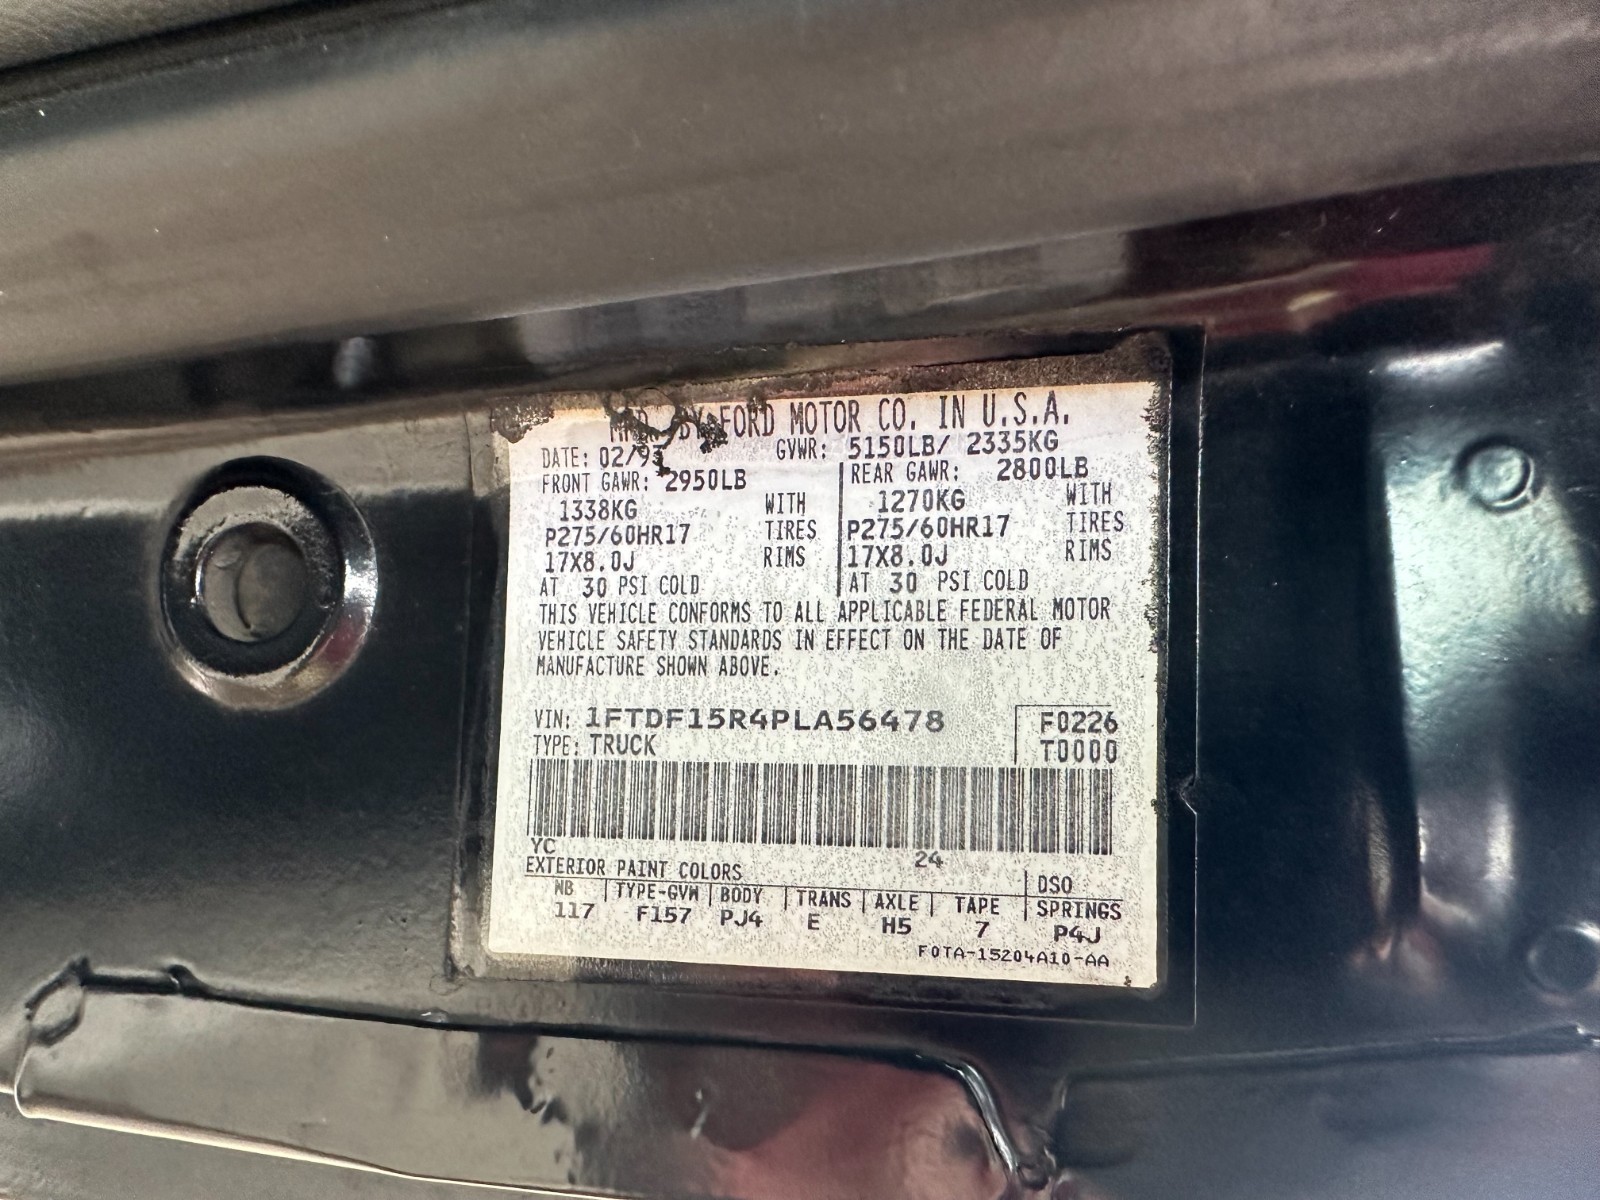 MFD. BY FORD MOTOR CO. IN U.S.A.
DATE: 02/93 GVWR: 5150LB/ 2335KG
FRONT GAWR: 2950LB REAR GAWR: 2800LB
1338KG WITH 1270KG WITH
P275/60HR17 TIRES P275/60HR17 TIRES
17X8.0J RIMS 17X8.0J RIMS
AT 30 PSI COLD AT 30 PSI COLD
THIS VEHICLE CONFORMS TO ALL APPLICABLE FEDERAL MOTOR
VEHICLE SAFETY STANDARDS IN EFFECT ON THE DATE OF
MANUFACTURE SHOWN ABOVE.
VIN: 1FTDF15R4PLA56478 F0226
TYPE: TRUCK T0000
YC 24
EXTERIOR PAINT COLORS DSO
WB TYPE-GVW BODY TRANS AXLE TAPE SPRINGS
117 F157 PJ4 E H5 7 P4J
F0TA-15204A10-AA